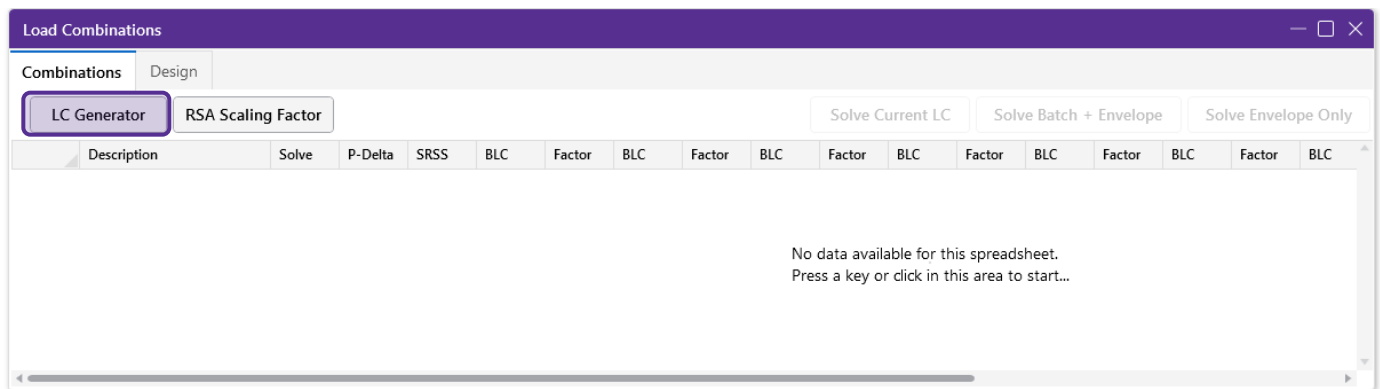 Load Combinations
Combinations Design
LC Generator RSA Scaling Factor Solve Current LC Solve Batch + Envelope Solve Envelope Only
Description Solve P-Delta SRSS BLC Factor BLC Factor BLC Factor BLC Factor BLC Factor BLC Factor BLC
No data available for this spreadsheet.
Press a key or click in this area to start...